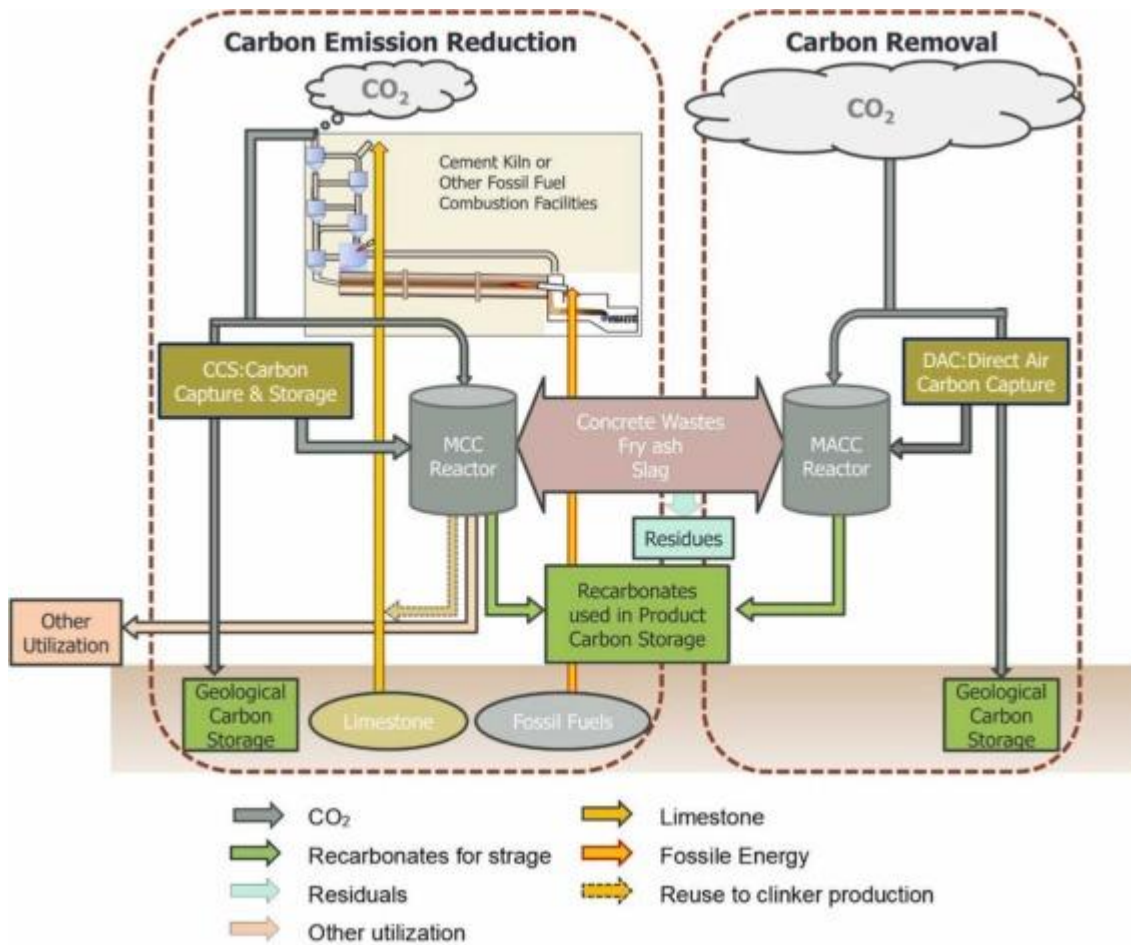 Carbon Emission Reduction
Carbon Removal
CO₂
CO₂
Cement Kiln or
Other Fossil Fuel
Combustion Facilities
CCS:Carbon
Capture & Storage
DAC:Direct Air
Carbon Capture
MCC
Reactor
Concrete Wastes
Fry ash
Slag
MACC
Reactor
Residues
Recarbonates
used in Product
Carbon Storage
Other
Utilization
Geological
Carbon
Storage
Limestone
Fossil Fuels
Geological
Carbon
Storage
CO₂
Limestone
Recarbonates for strage
Fossile Energy
Residuals
Reuse to clinker production
Other utilization